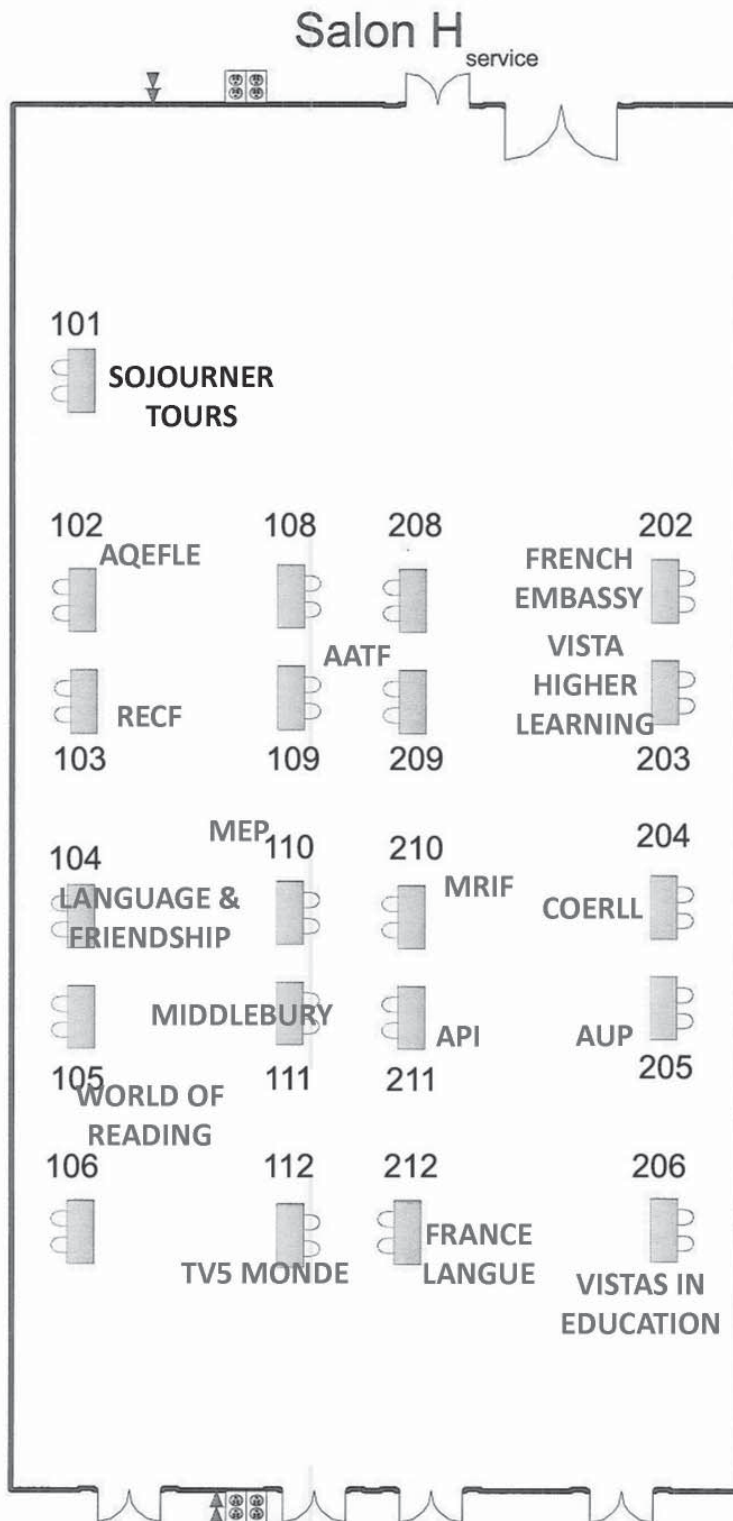 Salon H
service
101
SOJOURNER
TOURS
102
108
208
202
AQEFLE
FRENCH
EMBASSY
AATF
VISTA
HIGHER
LEARNING
RECF
103
109
209
203
MEP
104
110
210
204
LANGUAGE &
FRIENDSHIP
MRIF
COERLL
MIDDLEBURY
API
AUP
105
111
211
205
WORLD OF
READING
106
112
212
206
TV5 MONDE
FRANCE
LANGUE
VISTAS IN
EDUCATION